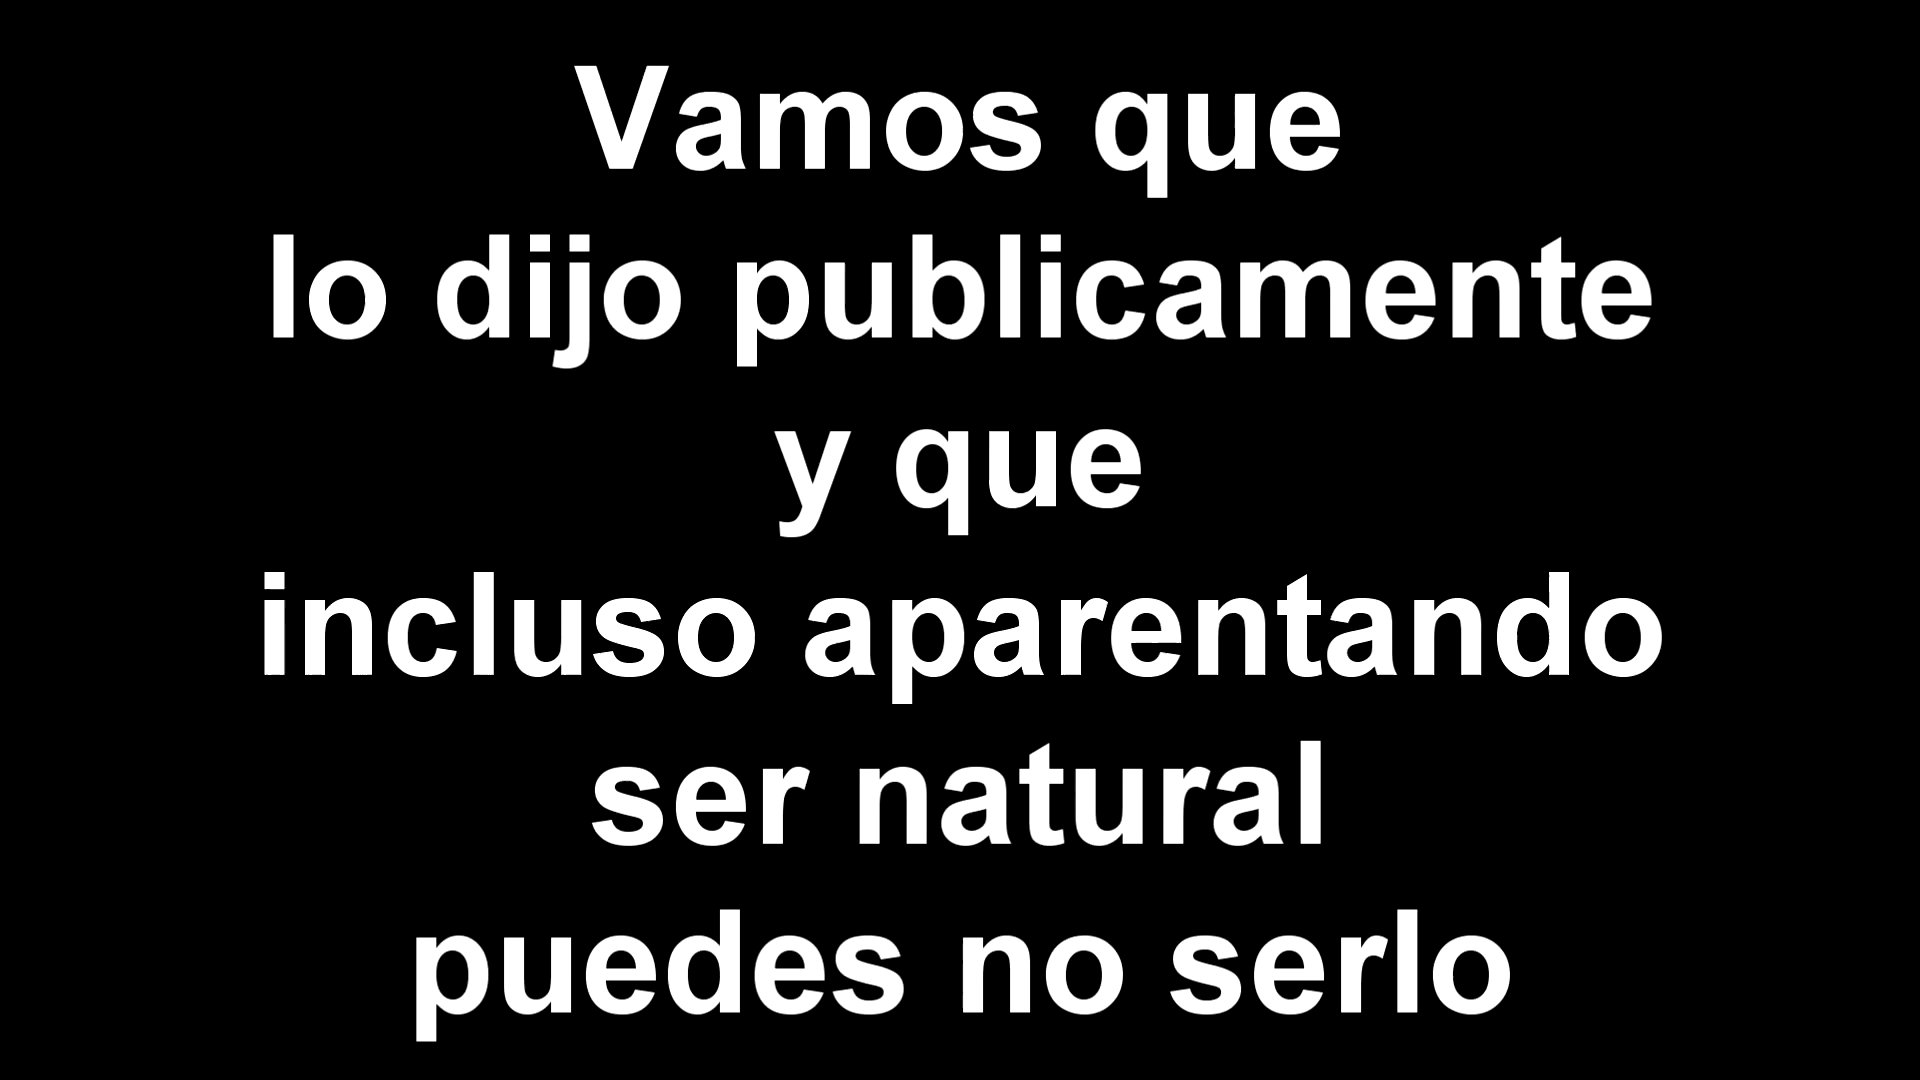 Vamos que
lo dijo publicamente
y que
incluso aparentando
ser natural
puedes no serlo